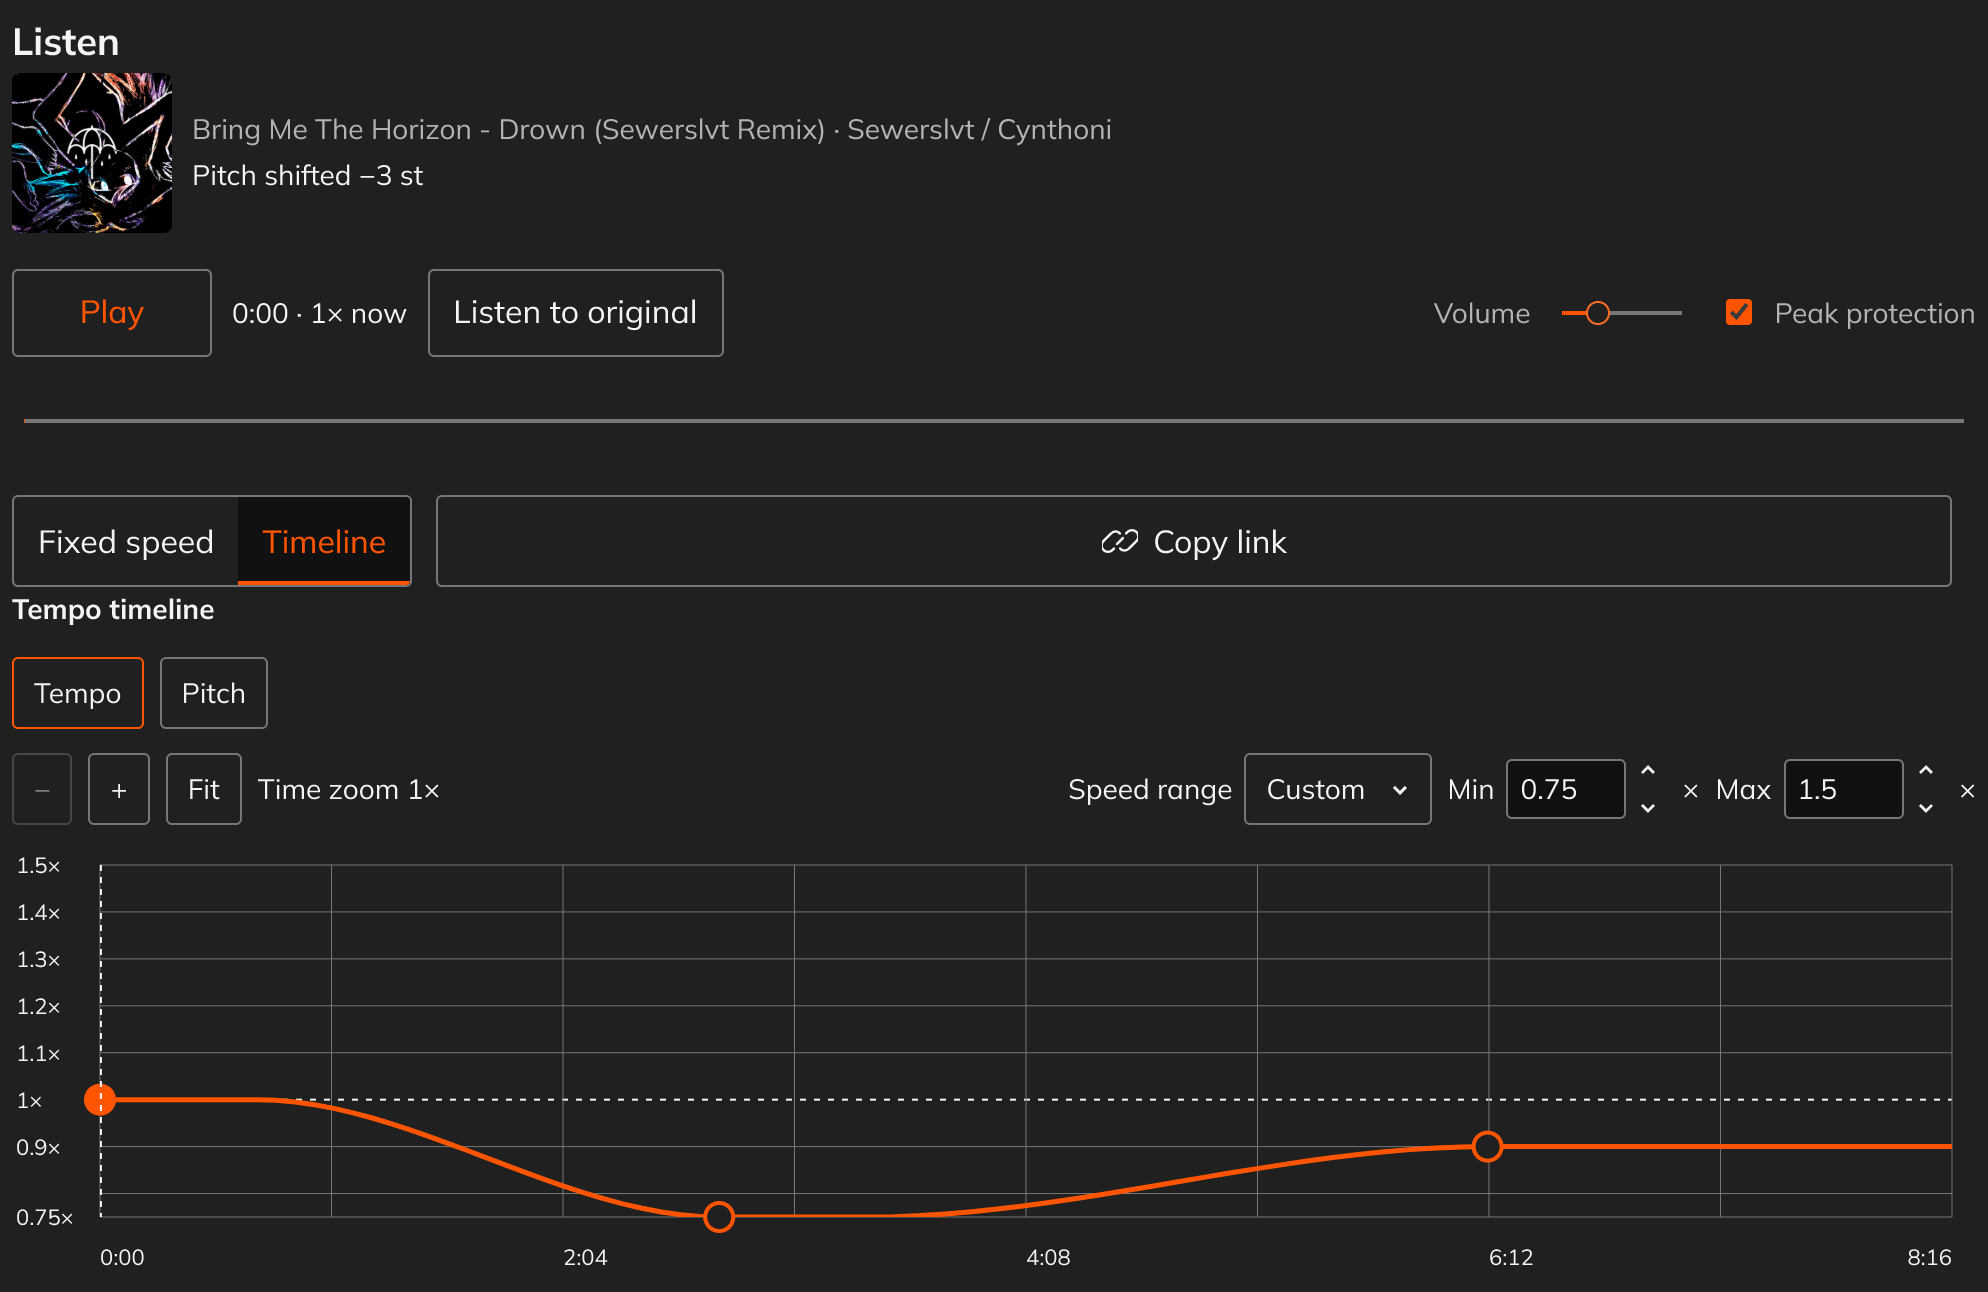 Listen
Bring Me The Horizon - Drown (Sewerslvt Remix) · Sewerslvt / Cynthoni
Pitch shifted −3 st
Play
0:00 · 1× now
Listen to original
Volume
Peak protection
Fixed speed
Timeline
Copy link
Tempo timeline
Tempo
Pitch
−
+
Fit
Time zoom 1×
Speed range
Custom
Min
0.75
×
Max
1.5
×
1.5×
1.4×
1.3×
1.2×
1.1×
1×
0.9×
0.75×
0:00
2:04
4:08
6:12
8:16